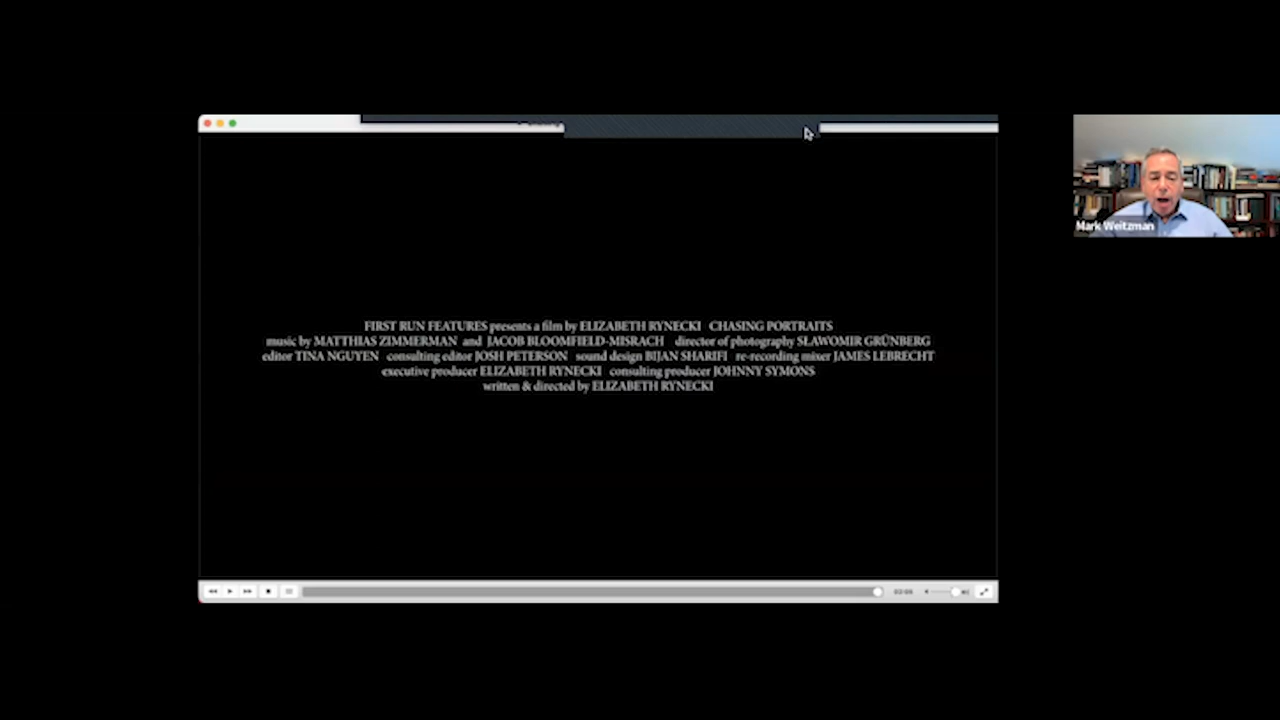 FIRST RUN FEATURES presents a film by ELIZABETH RYNECKI CHASING PORTRAITS
music by MATTHIAS ZIMMERMAN and JACOB BLOOMFIELD-MISRACH director of photography SŁAWOMIR GRÜNBERG
editor TINA NGUYEN consulting editor JOSH PETERSON sound design BIJAN SHARIFI re-recording mixer JAMES LEBRECHT
executive producer ELIZABETH RYNECKI consulting producer JOHNNY SYMONS
written & directed by ELIZABETH RYNECKI
Mark Weitzman